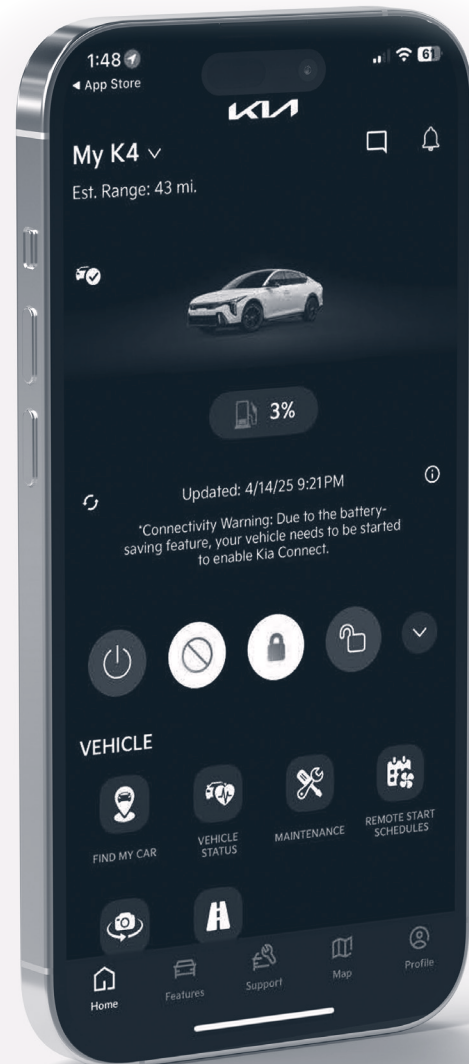 1:48
61
◀ App Store
KIA
My K4
Est. Range: 43 mi.
3%
Updated: 4/14/25 9:21PM
*Connectivity Warning: Due to the battery-
saving feature, your vehicle needs to be started
to enable Kia Connect.
VEHICLE
FIND MY CAR
VEHICLE
STATUS
MAINTENANCE
REMOTE START
SCHEDULES
Home
Features
Support
Map
Profile